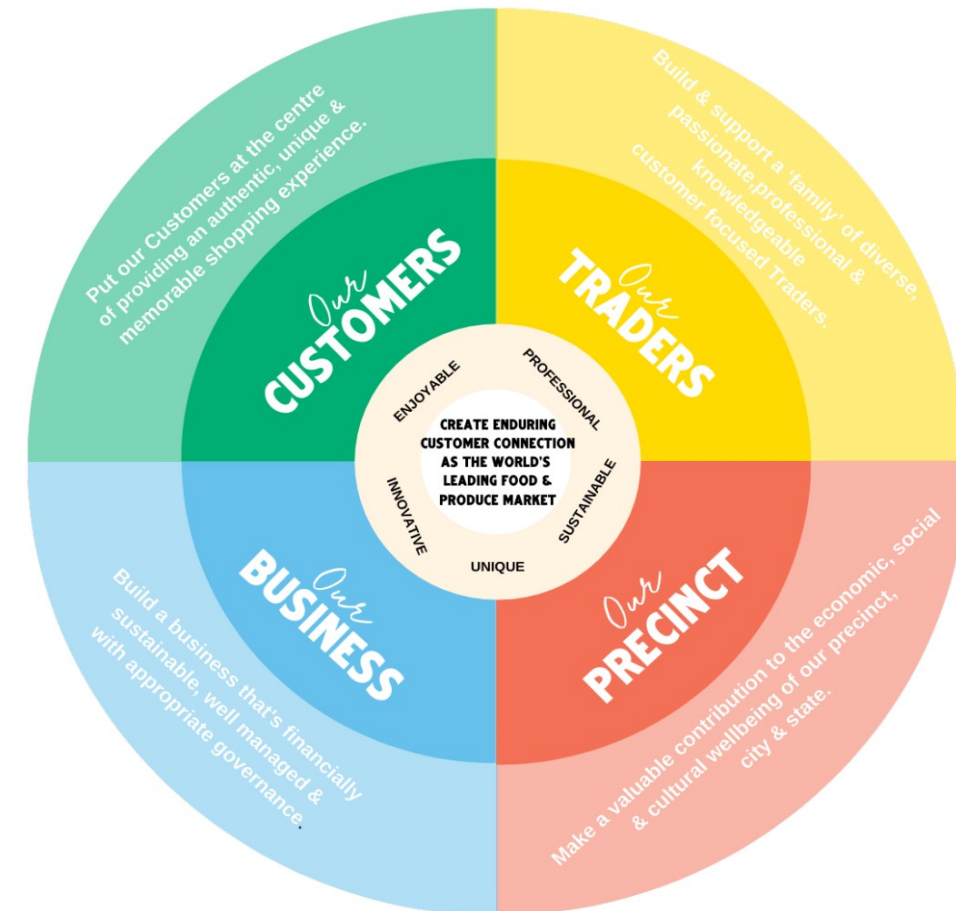 Put our Customers at the centre
of providing an authentic, unique &
memorable shopping experience.
Our
CUSTOMERS
Build & support a 'family' of diverse,
passionate,professional &
knowledgeable
customer focused Traders.
Our
TRADERS
ENJOYABLE
PROFESSIONAL
SUSTAINABLE
UNIQUE
INNOVATIVE
CREATE ENDURING
CUSTOMER CONNECTION
AS THE WORLD'S
LEADING FOOD &
PRODUCE MARKET
Our
BUSINESS
Build a business that's financially
sustainable, well managed &
with appropriate governance.
Our
PRECINCT
Make a valuable contribution to the economic, social
& cultural wellbeing of our precinct,
city & state.